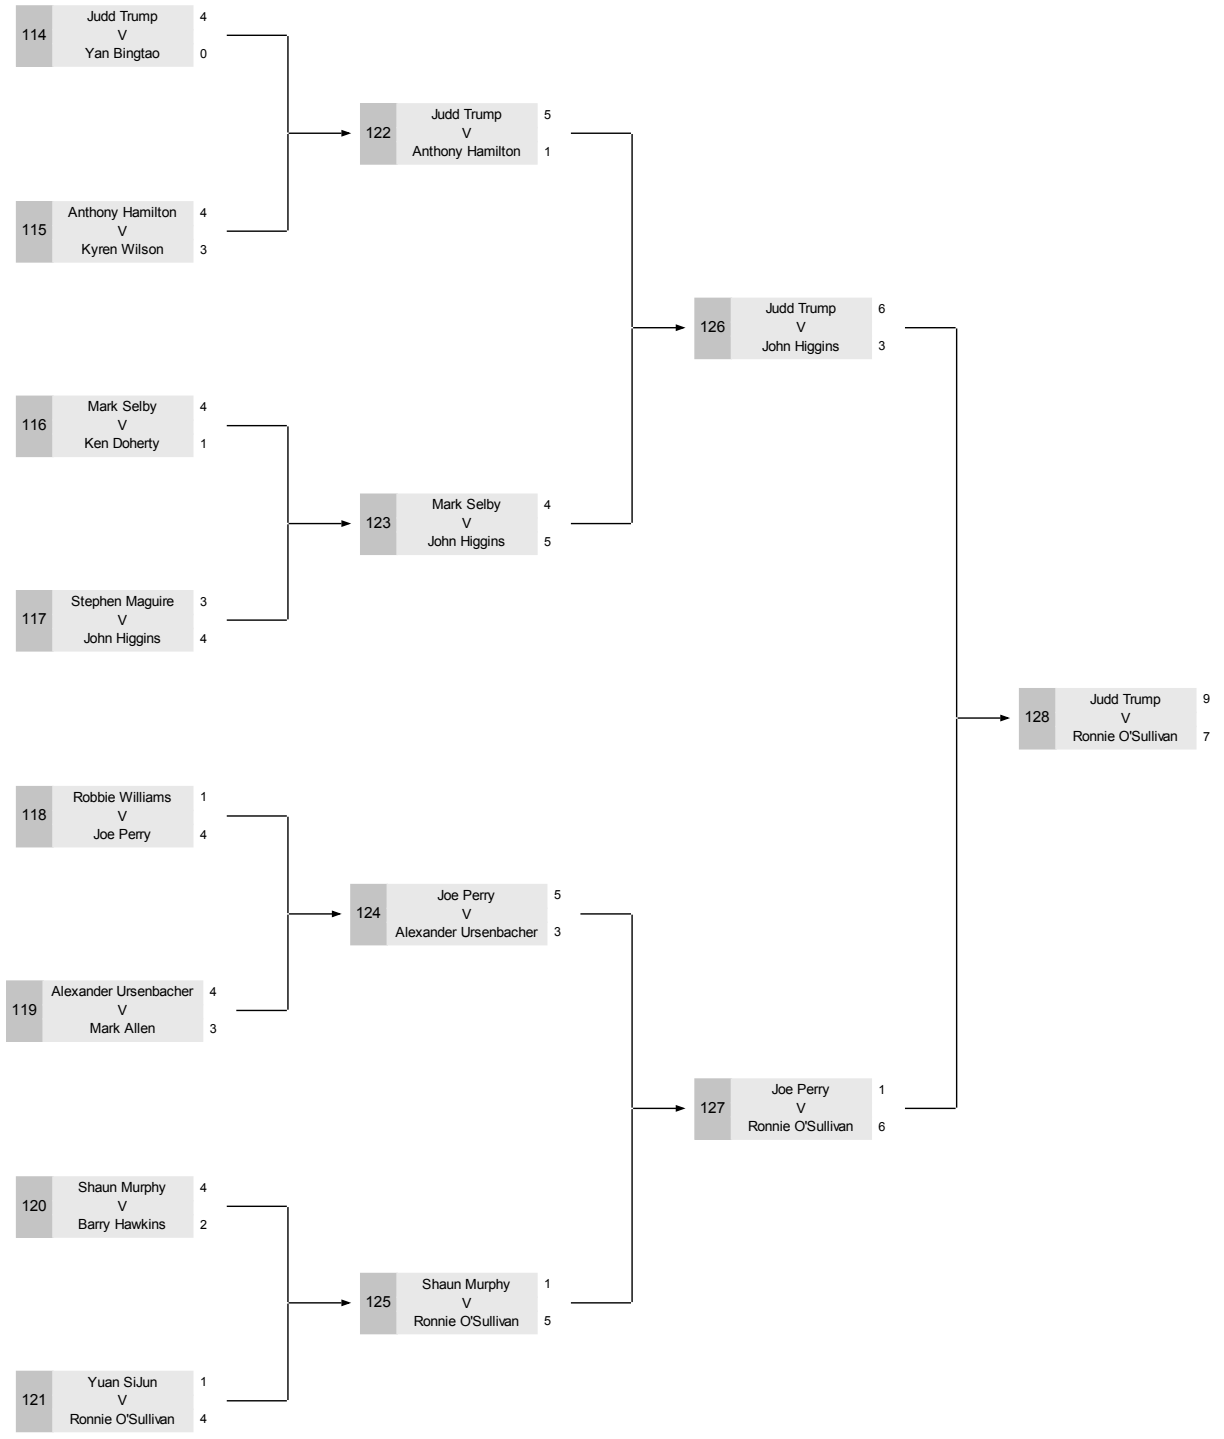 114
Judd Trump 4
V
Yan Bingtao 0
115
Anthony Hamilton 4
V
Kyren Wilson 3
116
Mark Selby 4
V
Ken Doherty 1
117
Stephen Maguire 3
V
John Higgins 4
118
Robbie Williams 1
V
Joe Perry 4
119
Alexander Ursenbacher 4
V
Mark Allen 3
120
Shaun Murphy 4
V
Barry Hawkins 2
121
Yuan SiJun 1
V
Ronnie O'Sullivan 4
122
Judd Trump 5
V
Anthony Hamilton 1
123
Mark Selby 4
V
John Higgins 5
124
Joe Perry 5
V
Alexander Ursenbacher 3
125
Shaun Murphy 1
V
Ronnie O'Sullivan 5
126
Judd Trump 6
V
John Higgins 3
127
Joe Perry 1
V
Ronnie O'Sullivan 6
128
Judd Trump 9
V
Ronnie O'Sullivan 7